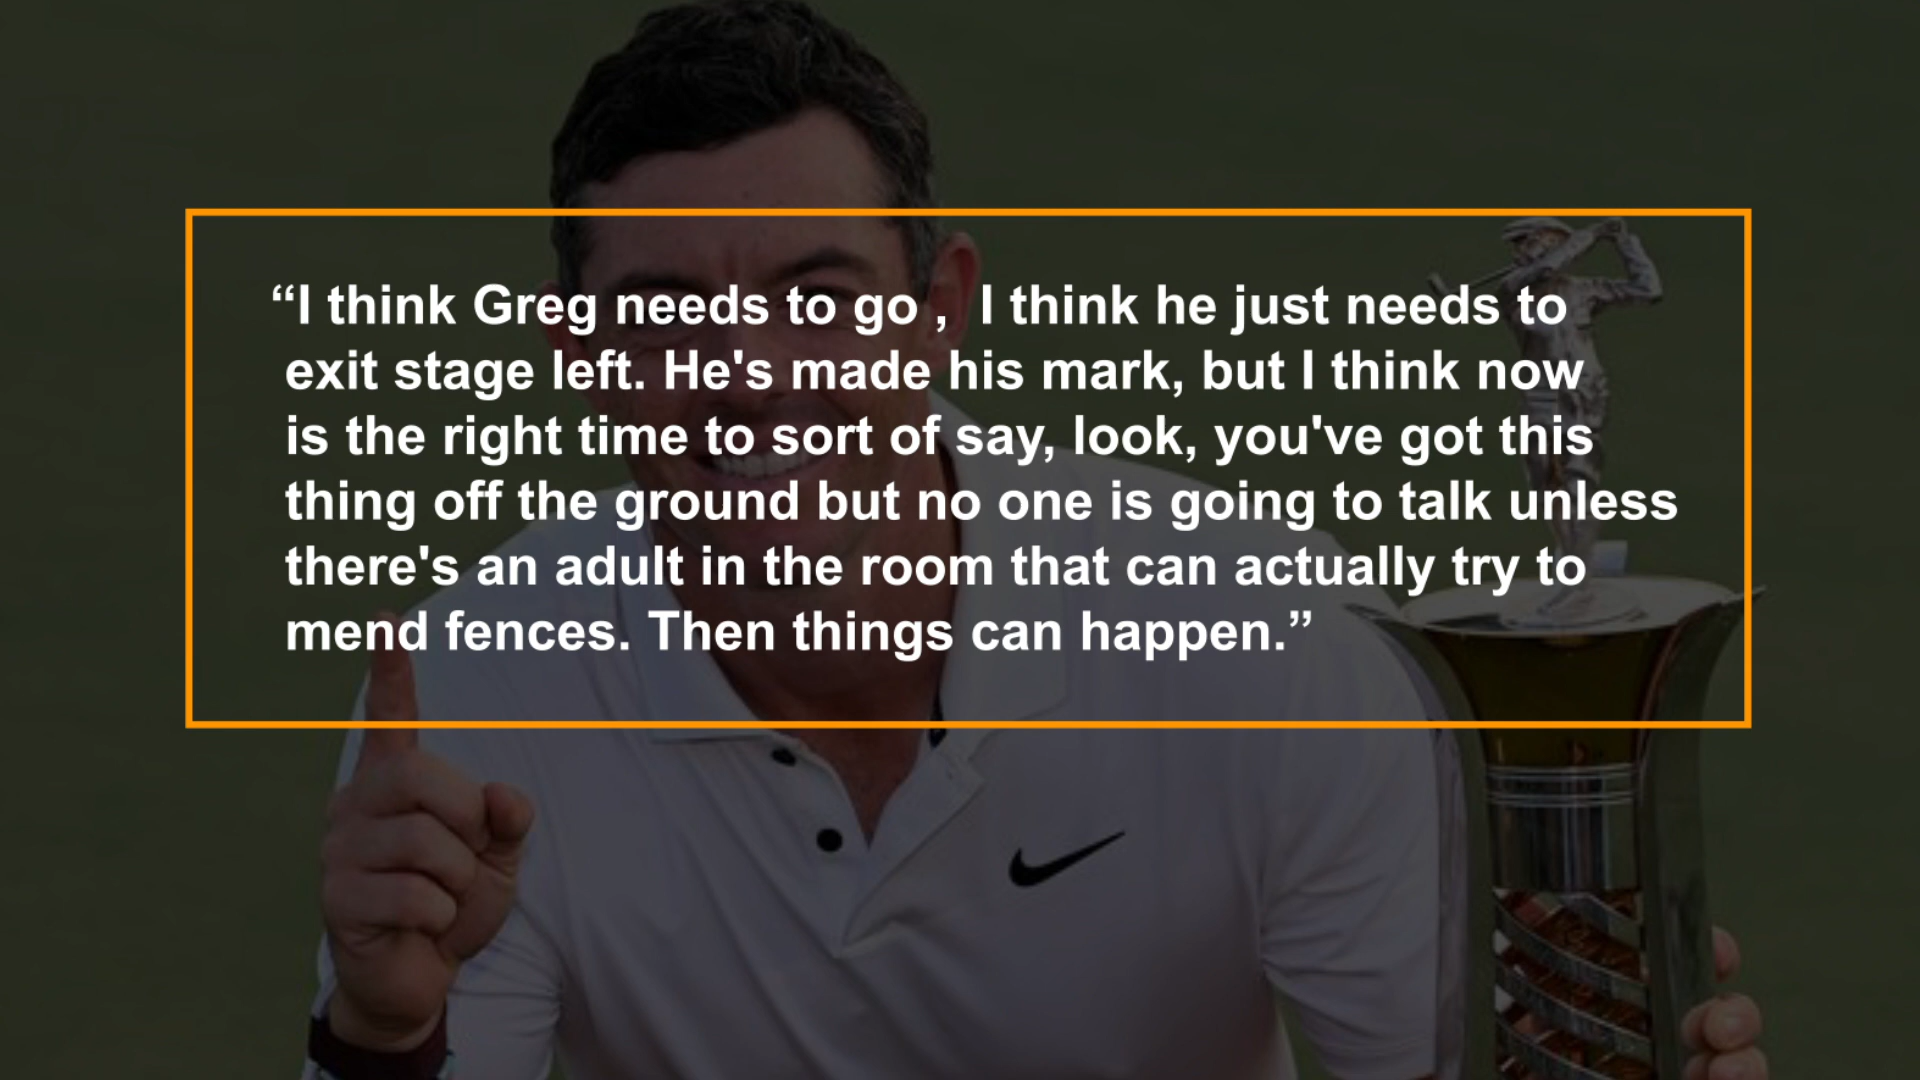 “I think Greg needs to go ,  I think he just needs to
exit stage left. He's made his mark, but I think now
is the right time to sort of say, look, you've got this
thing off the ground but no one is going to talk unless
there's an adult in the room that can actually try to
mend fences. Then things can happen.”